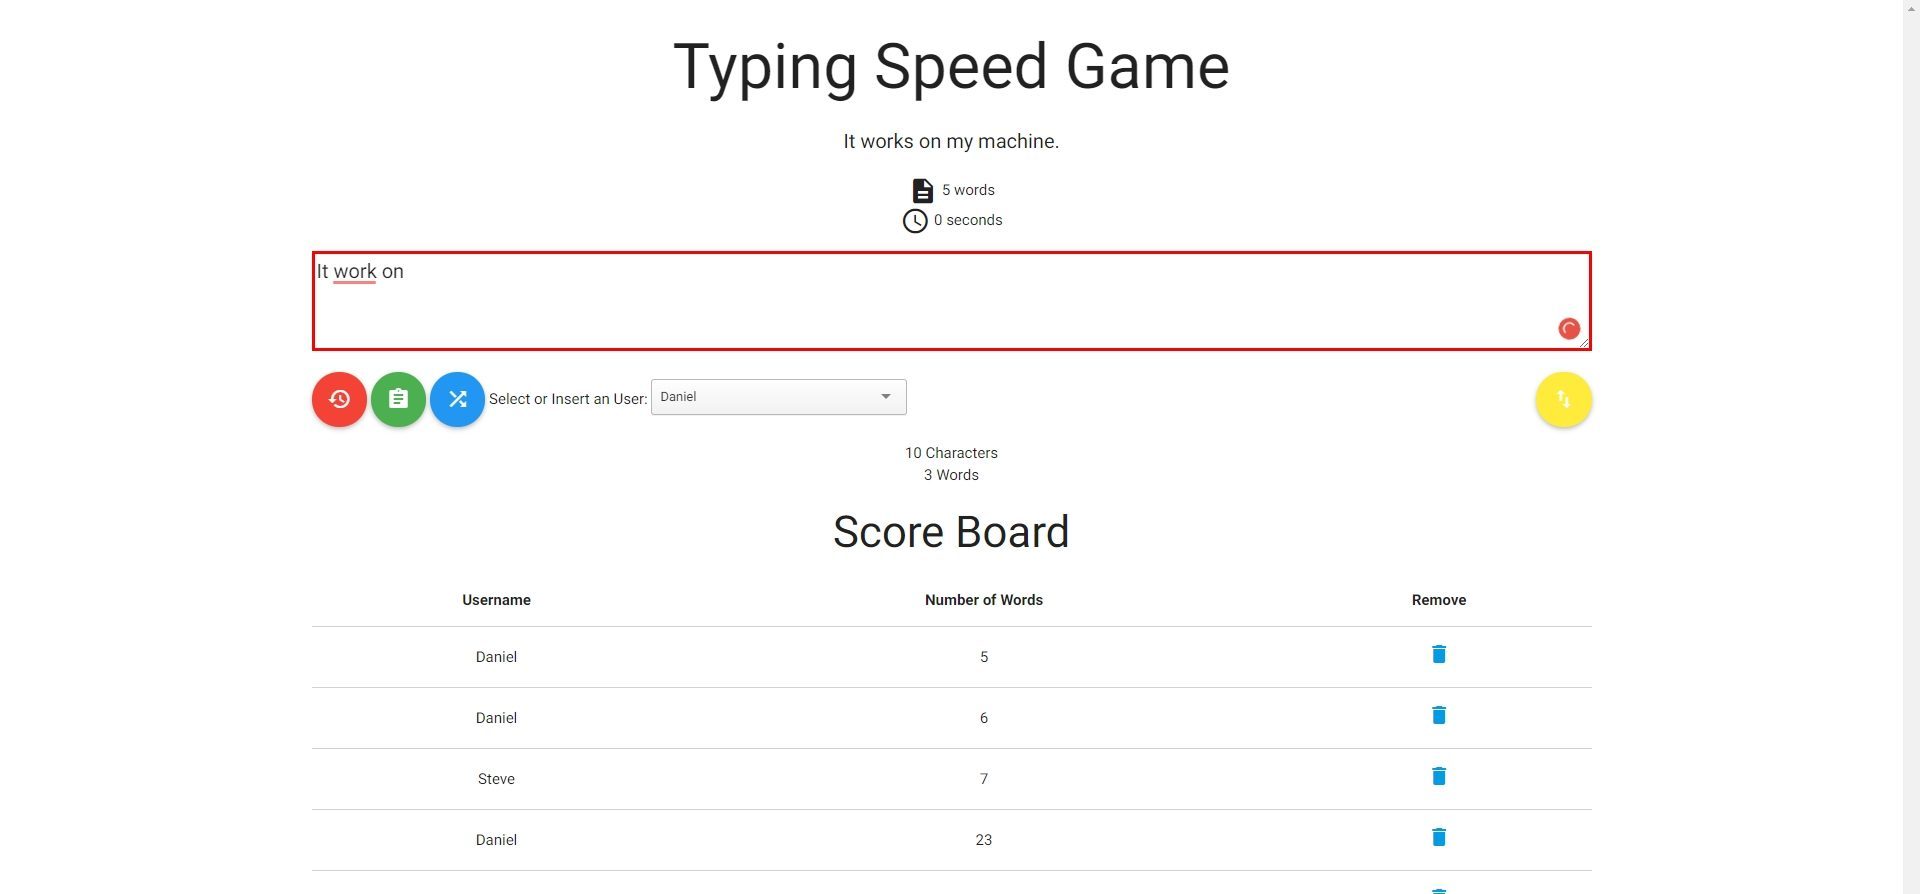 Typing Speed Game
It works on my machine.
5 words
0 seconds
It work on
Select or Insert an User: Daniel
10 Characters
3 Words
Score Board
Username Number of Words Remove
Daniel 5
Daniel 6
Steve 7
Daniel 23